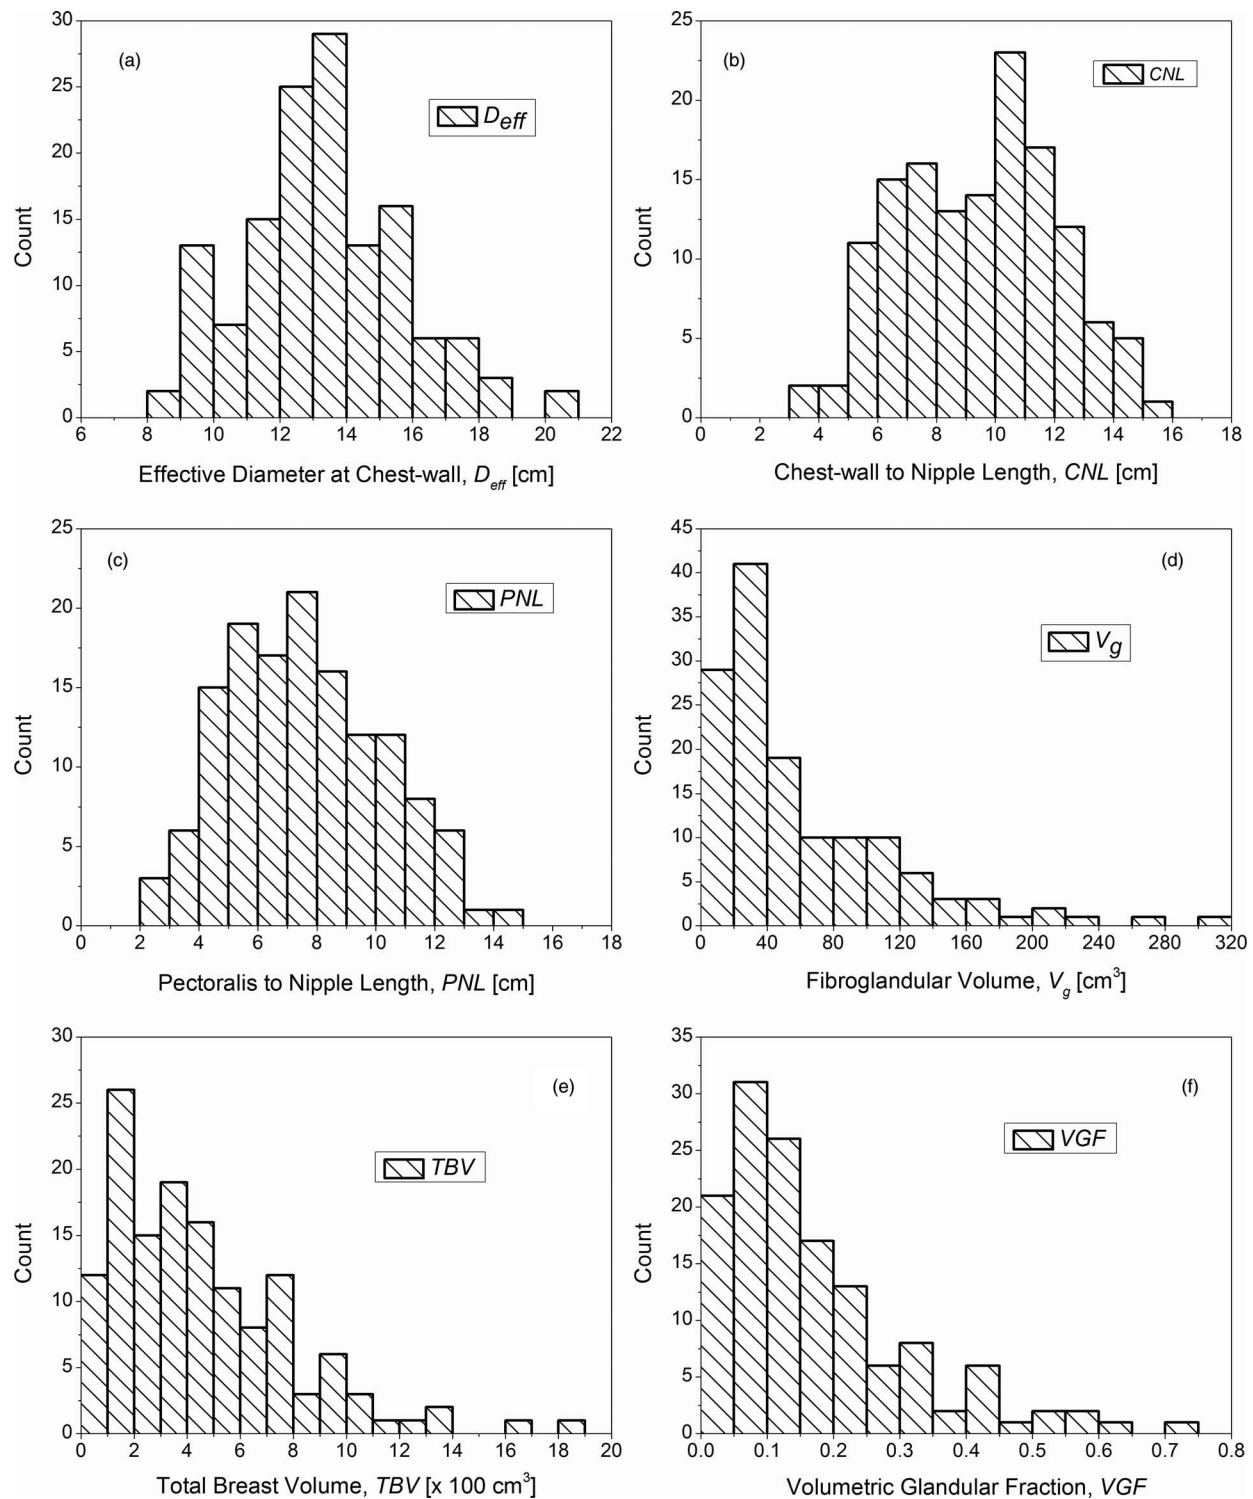 (a)
D_eff
30
25
20
15
10
5
0
Count
6 8 10 12 14 16 18 20 22
Effective Diameter at Chest-wall, D_eff [cm]
(b)
CNL
25
20
15
10
5
0
Count
0 2 4 6 8 10 12 14 16 18
Chest-wall to Nipple Length, CNL [cm]
(c)
PNL
25
20
15
10
5
0
Count
0 2 4 6 8 10 12 14 16 18
Pectoralis to Nipple Length, PNL [cm]
(d)
V_g
45
40
35
30
25
20
15
10
5
0
Count
0 40 80 120 160 200 240 280 320
Fibroglandular Volume, V_g [cm³]
(e)
TBV
30
25
20
15
10
5
0
Count
0 2 4 6 8 10 12 14 16 18 20
Total Breast Volume, TBV [x 100 cm³]
(f)
VGF
35
30
25
20
15
10
5
0
Count
0.0 0.1 0.2 0.3 0.4 0.5 0.6 0.7 0.8
Volumetric Glandular Fraction, VGF